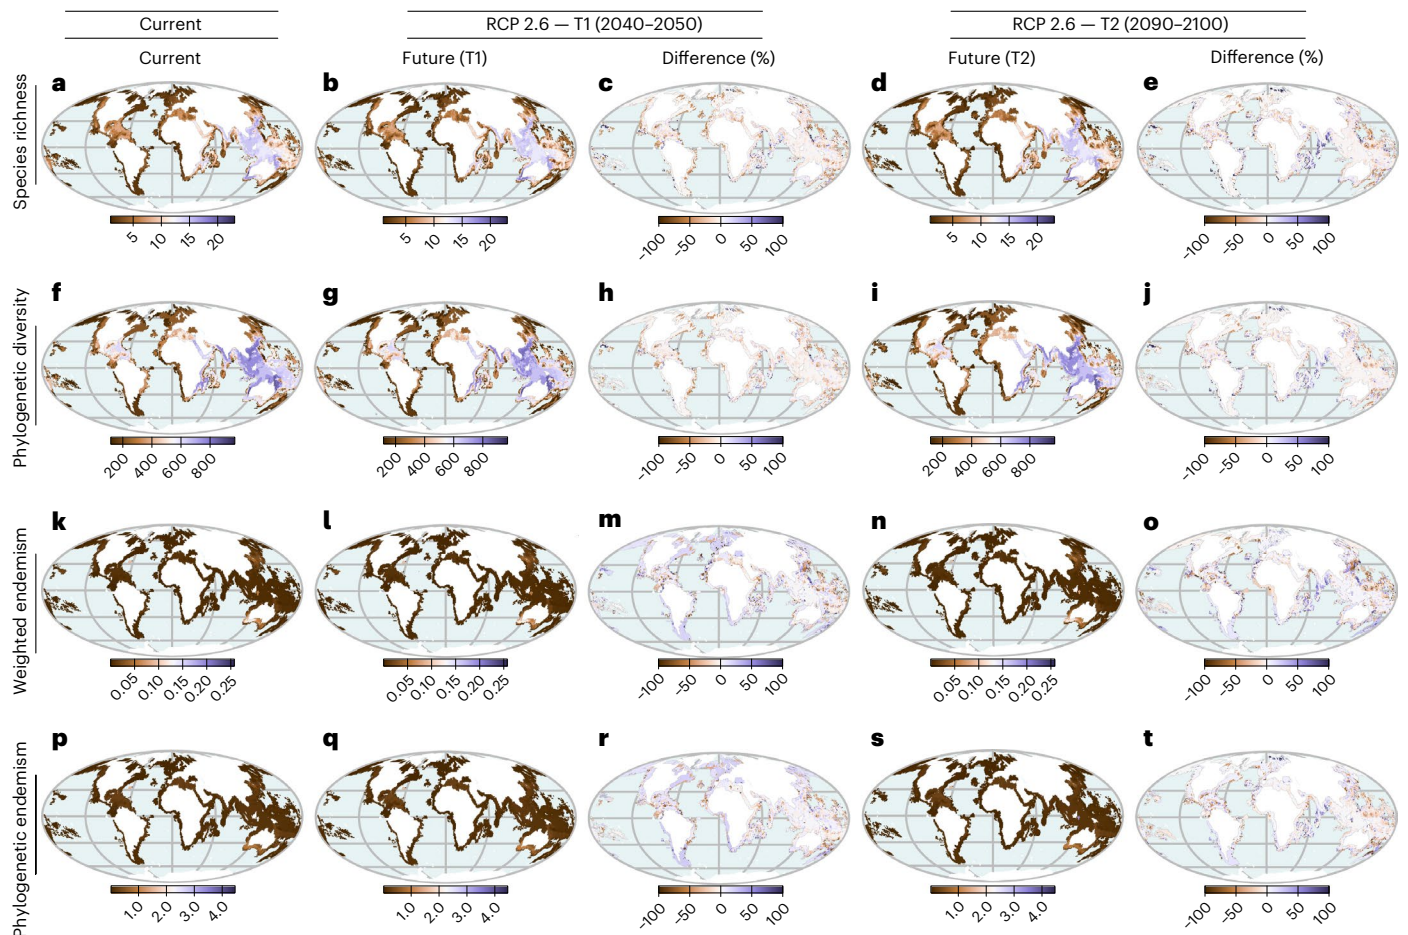 Current
RCP 2.6 — T1 (2040–2050)
RCP 2.6 — T2 (2090–2100)
Current
Future (T1)
Difference (%)
Future (T2)
Difference (%)
Species richness
a
b
c
d
e
5 10 15 20
5 10 15 20
–100 –50 0 50 100
5 10 15 20
–100 –50 0 50 100
Phylogenetic diversity
f
g
h
i
j
200 400 600 800
200 400 600 800
–100 –50 0 50 100
200 400 600 800
–100 –50 0 50 100
Weighted endemism
k
l
m
n
o
0.05 0.10 0.15 0.20 0.25
0.05 0.10 0.15 0.20 0.25
–100 –50 0 50 100
0.05 0.10 0.15 0.20 0.25
–100 –50 0 50 100
Phylogenetic endemism
p
q
r
s
t
1.0 2.0 3.0 4.0
1.0 2.0 3.0 4.0
–100 –50 0 50 100
1.0 2.0 3.0 4.0
–100 –50 0 50 100